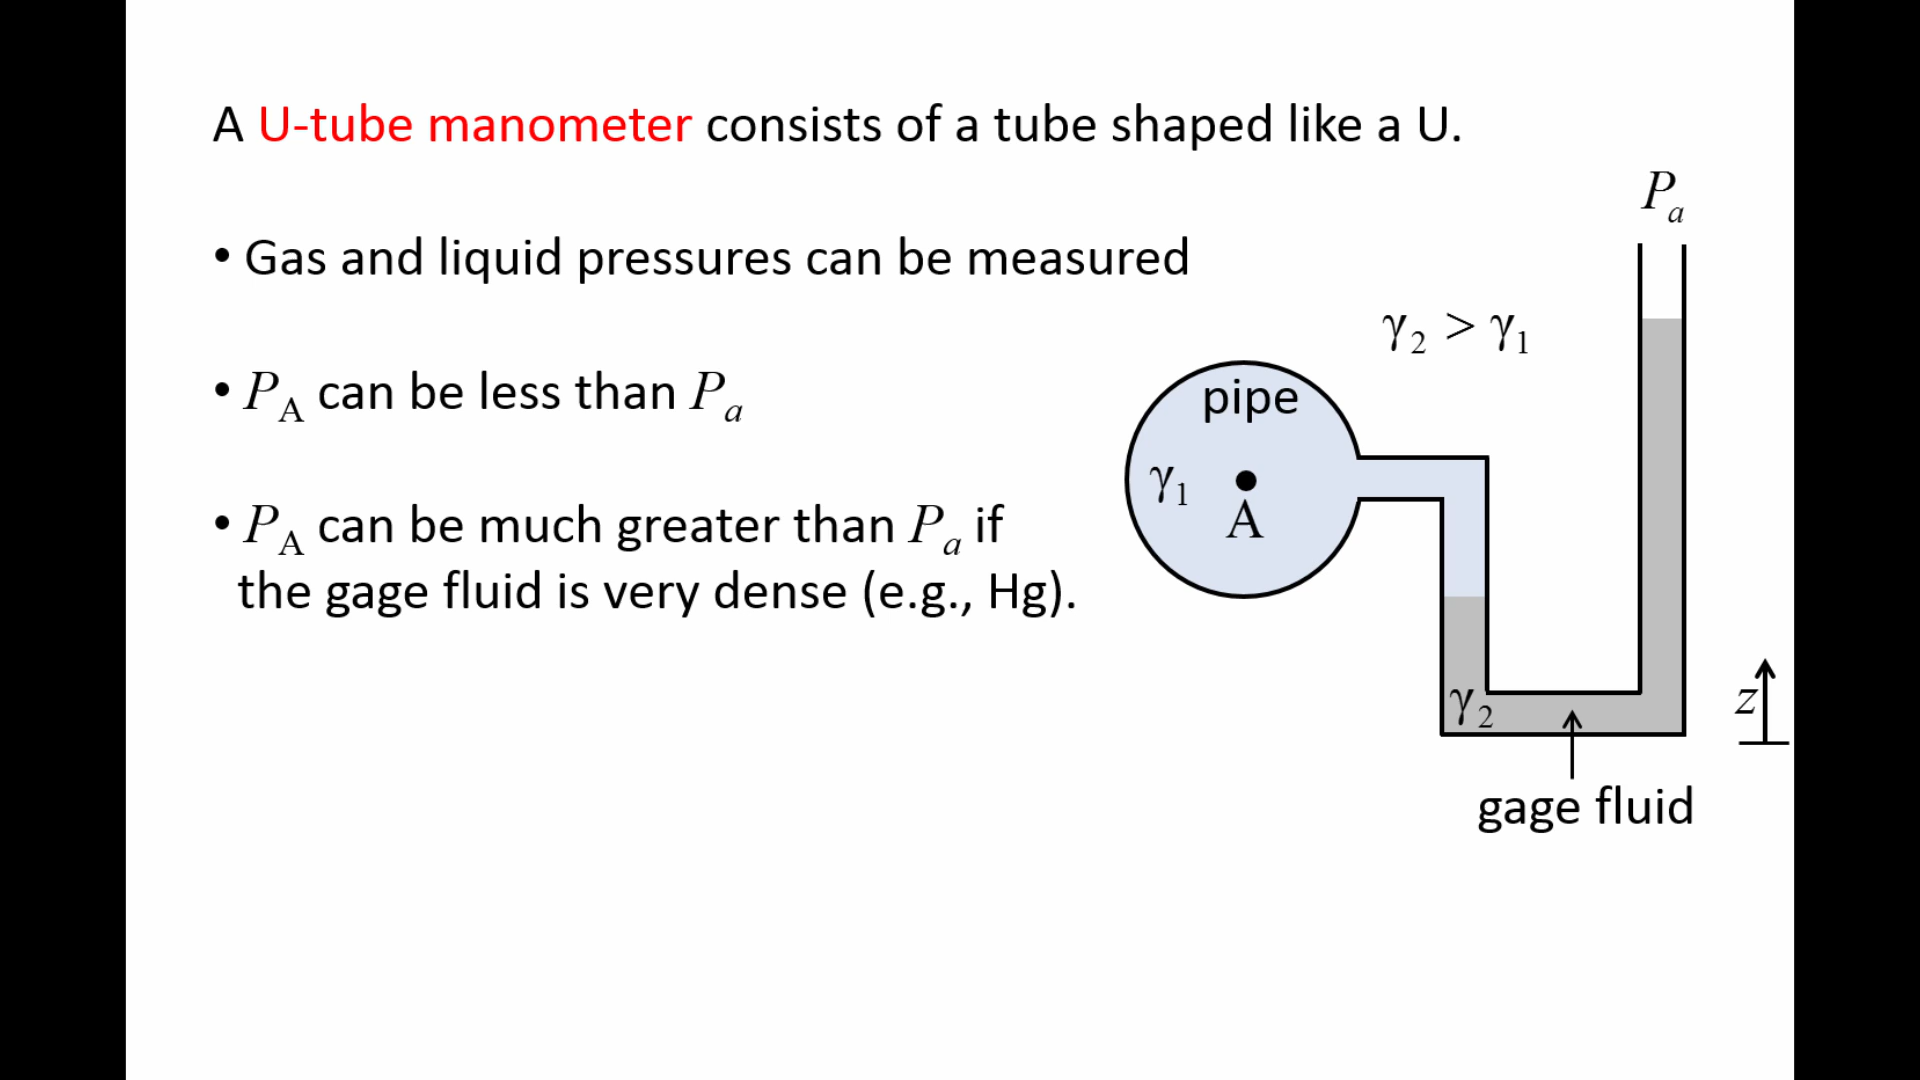 A U-tube manometer consists of a tube shaped like a U.
• Gas and liquid pressures can be measured
• P_A can be less than P_a
• P_A can be much greater than P_a if
the gage fluid is very dense (e.g., Hg).
P_a
γ₂ > γ₁
pipe
γ₁
A
γ₂
z
gage fluid